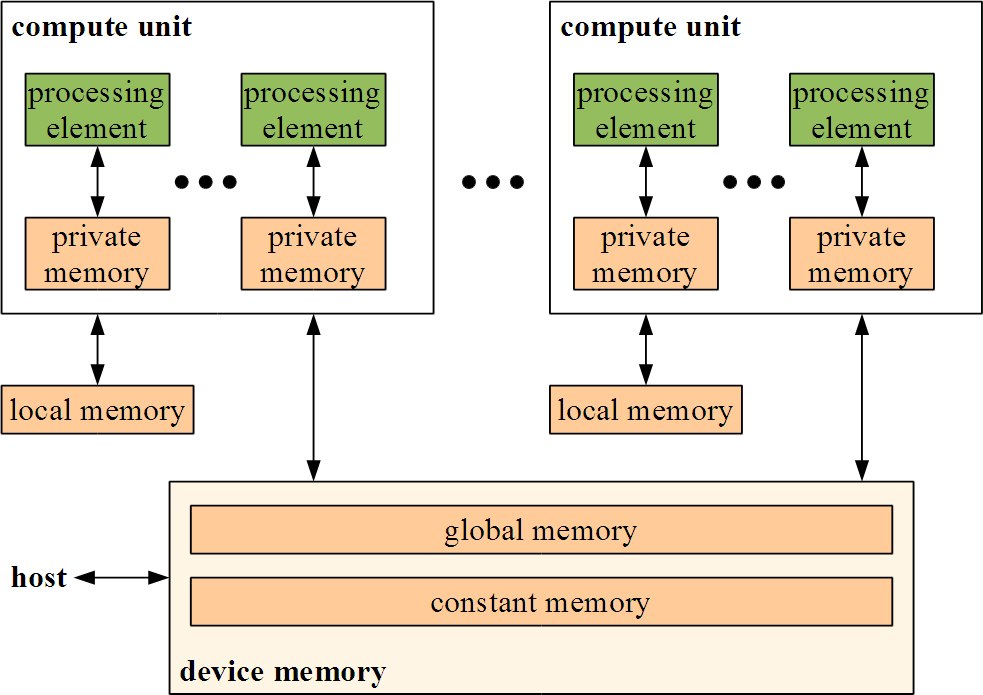 compute unit
compute unit
processing
element
processing
element
processing
element
processing
element
private
memory
private
memory
private
memory
private
memory
local memory
local memory
global memory
host
constant memory
device memory